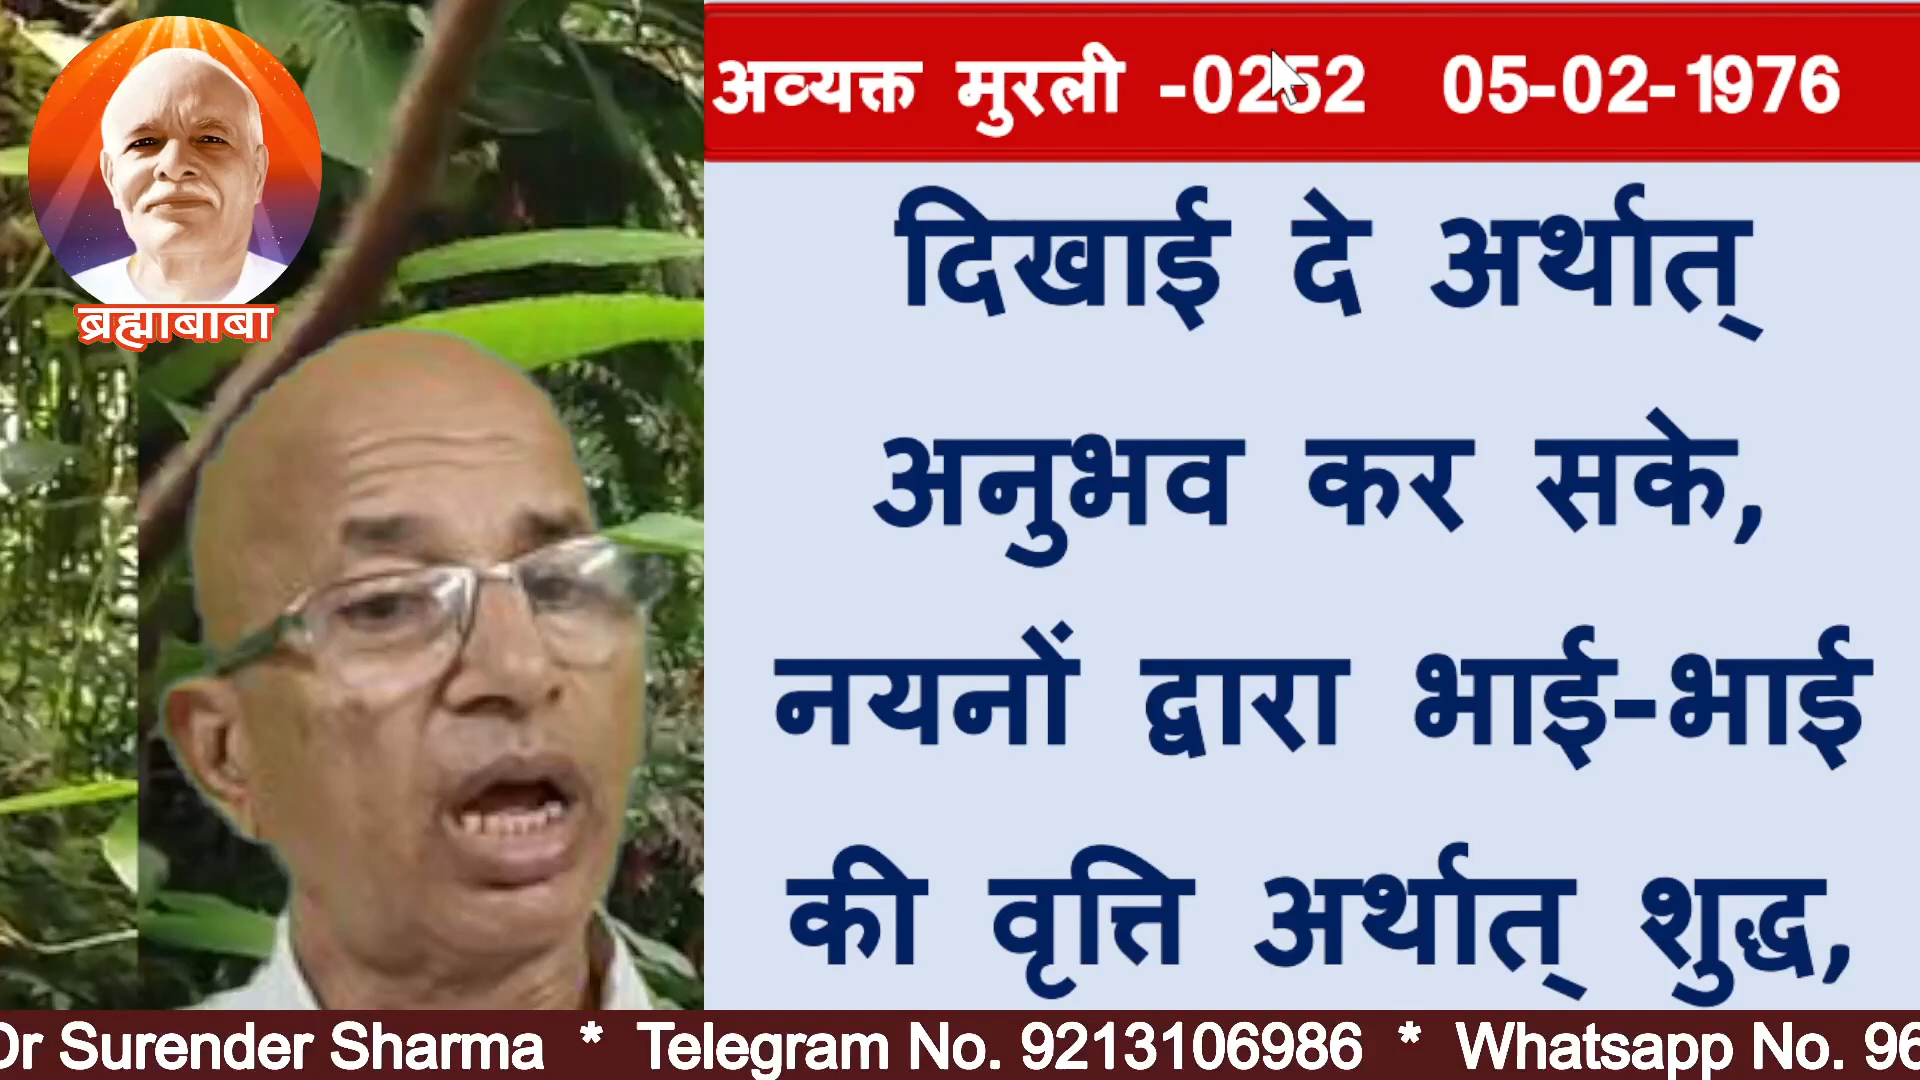 अव्यक्त मुरली -0252 05-02-1976
ब्रह्माबाबा
दिखाई दे अर्थात्
अनुभव कर सके,
नयनों द्वारा भाई-भाई
की वृत्ति अर्थात् शुद्ध,
Dr Surender Sharma * Telegram No. 9213106986 * Whatsapp No. 96